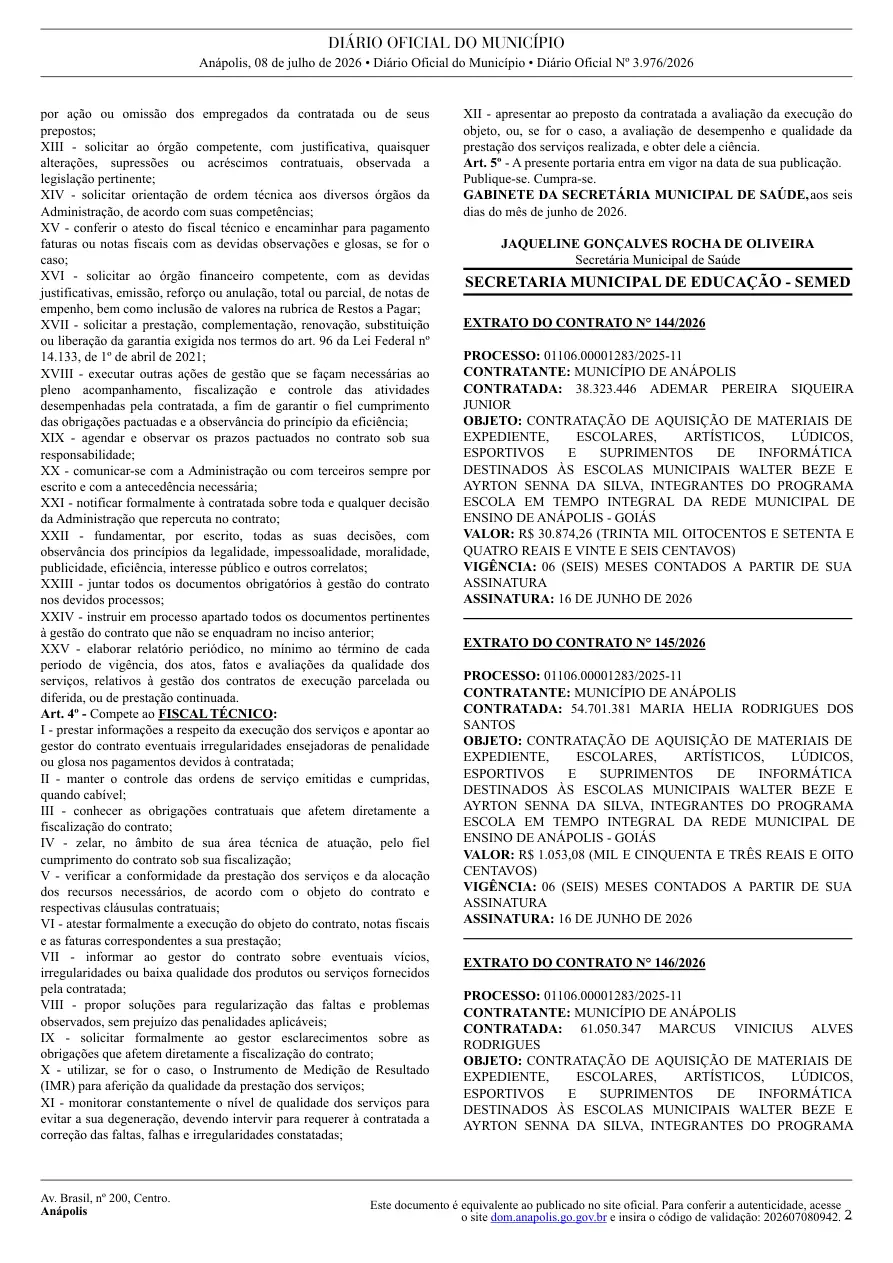 DIÁRIO OFICIAL DO MUNICÍPIO
Anápolis, 08 de julho de 2026 • Diário Oficial do Município • Diário Oficial Nº 3.976/2026
por ação ou omissão dos empregados da contratada ou de seus
prepostos;
XIII - solicitar ao órgão competente, com justificativa, quaisquer
alterações, supressões ou acréscimos contratuais, observada a
legislação pertinente;
XIV - solicitar orientação de ordem técnica aos diversos órgãos da
Administração, de acordo com suas competências;
XV - conferir o atesto do fiscal técnico e encaminhar para pagamento
faturas ou notas fiscais com as devidas observações e glosas, se for o
caso;
XVI - solicitar ao órgão financeiro competente, com as devidas
justificativas, emissão, reforço ou anulação, total ou parcial, de notas de
empenho, bem como inclusão de valores na rubrica de Restos a Pagar;
XVII - solicitar a prestação, complementação, renovação, substituição
ou liberação da garantia exigida nos termos do art. 96 da Lei Federal nº
14.133, de 1º de abril de 2021;
XVIII - executar outras ações de gestão que se façam necessárias ao
pleno acompanhamento, fiscalização e controle das atividades
desempenhadas pela contratada, a fim de garantir o fiel cumprimento
das obrigações pactuadas e a observância do princípio da eficiência;
XIX - agendar e observar os prazos pactuados no contrato sob sua
responsabilidade;
XX - comunicar-se com a Administração ou com terceiros sempre por
escrito e com a antecedência necessária;
XXI - notificar formalmente à contratada sobre toda e qualquer decisão
da Administração que repercuta no contrato;
XXII - fundamentar, por escrito, todas as suas decisões, com
observância dos princípios da legalidade, impessoalidade, moralidade,
publicidade, eficiência, interesse público e outros correlatos;
XXIII - juntar todos os documentos obrigatórios à gestão do contrato
nos devidos processos;
XXIV - instruir em processo apartado todos os documentos pertinentes
à gestão do contrato que não se enquadram no inciso anterior;
XXV - elaborar relatório periódico, no mínimo ao término de cada
período de vigência, dos atos, fatos e avaliações da qualidade dos
serviços, relativos à gestão dos contratos de execução parcelada ou
diferida, ou de prestação continuada.
Art. 4º - Compete ao FISCAL TÉCNICO:
I - prestar informações a respeito da execução dos serviços e apontar ao
gestor do contrato eventuais irregularidades ensejadoras de penalidade
ou glosa nos pagamentos devidos à contratada;
II - manter o controle das ordens de serviço emitidas e cumpridas,
quando cabível;
III - conhecer as obrigações contratuais que afetem diretamente a
fiscalização do contrato;
IV - zelar, no âmbito de sua área técnica de atuação, pelo fiel
cumprimento do contrato sob sua fiscalização;
V - verificar a conformidade da prestação dos serviços e da alocação
dos recursos necessários, de acordo com o objeto do contrato e
respectivas cláusulas contratuais;
VI - atestar formalmente a execução do objeto do contrato, notas fiscais
e as faturas correspondentes a sua prestação;
VII - informar ao gestor do contrato sobre eventuais vícios,
irregularidades ou baixa qualidade dos produtos ou serviços fornecidos
pela contratada;
VIII - propor soluções para regularização das faltas e problemas
observados, sem prejuízo das penalidades aplicáveis;
IX - solicitar formalmente ao gestor esclarecimentos sobre as
obrigações que afetem diretamente a fiscalização do contrato;
X - utilizar, se for o caso, o Instrumento de Medição de Resultado
(IMR) para aferição da qualidade da prestação dos serviços;
XI - monitorar constantemente o nível de qualidade dos serviços para
evitar a sua degeneração, devendo intervir para requerer à contratada a
correção das faltas, falhas e irregularidades constatadas;
XII - apresentar ao preposto da contratada a avaliação da execução do
objeto, ou, se for o caso, a avaliação de desempenho e qualidade da
prestação dos serviços realizada, e obter dele a ciência.
Art. 5º - A presente portaria entra em vigor na data de sua publicação.
Publique-se. Cumpra-se.
GABINETE DA SECRETÁRIA MUNICIPAL DE SAÚDE, aos seis
dias do mês de junho de 2026.
JAQUELINE GONÇALVES ROCHA DE OLIVEIRA
Secretária Municipal de Saúde
SECRETARIA MUNICIPAL DE EDUCAÇÃO - SEMED
EXTRATO DO CONTRATO N° 144/2026
PROCESSO: 01106.00001283/2025-11
CONTRATANTE: MUNICÍPIO DE ANÁPOLIS
CONTRATADA: 38.323.446 ADEMAR PEREIRA SIQUEIRA
JUNIOR
OBJETO: CONTRATAÇÃO DE AQUISIÇÃO DE MATERIAIS DE
EXPEDIENTE, ESCOLARES, ARTÍSTICOS, LÚDICOS,
ESPORTIVOS E SUPRIMENTOS DE INFORMÁTICA
DESTINADOS ÀS ESCOLAS MUNICIPAIS WALTER BEZE E
AYRTON SENNA DA SILVA, INTEGRANTES DO PROGRAMA
ESCOLA EM TEMPO INTEGRAL DA REDE MUNICIPAL DE
ENSINO DE ANÁPOLIS - GOIÁS
VALOR: R$ 30.874,26 (TRINTA MIL OITOCENTOS E SETENTA E
QUATRO REAIS E VINTE E SEIS CENTAVOS)
VIGÊNCIA: 06 (SEIS) MESES CONTADOS A PARTIR DE SUA
ASSINATURA
ASSINATURA: 16 DE JUNHO DE 2026
EXTRATO DO CONTRATO N° 145/2026
PROCESSO: 01106.00001283/2025-11
CONTRATANTE: MUNICÍPIO DE ANÁPOLIS
CONTRATADA: 54.701.381 MARIA HELIA RODRIGUES DOS
SANTOS
OBJETO: CONTRATAÇÃO DE AQUISIÇÃO DE MATERIAIS DE
EXPEDIENTE, ESCOLARES, ARTÍSTICOS, LÚDICOS,
ESPORTIVOS E SUPRIMENTOS DE INFORMÁTICA
DESTINADOS ÀS ESCOLAS MUNICIPAIS WALTER BEZE E
AYRTON SENNA DA SILVA, INTEGRANTES DO PROGRAMA
ESCOLA EM TEMPO INTEGRAL DA REDE MUNICIPAL DE
ENSINO DE ANÁPOLIS - GOIÁS
VALOR: R$ 1.053,08 (MIL E CINQUENTA E TRÊS REAIS E OITO
CENTAVOS)
VIGÊNCIA: 06 (SEIS) MESES CONTADOS A PARTIR DE SUA
ASSINATURA
ASSINATURA: 16 DE JUNHO DE 2026
EXTRATO DO CONTRATO N° 146/2026
PROCESSO: 01106.00001283/2025-11
CONTRATANTE: MUNICÍPIO DE ANÁPOLIS
CONTRATADA: 61.050.347 MARCUS VINICIUS ALVES
RODRIGUES
OBJETO: CONTRATAÇÃO DE AQUISIÇÃO DE MATERIAIS DE
EXPEDIENTE, ESCOLARES, ARTÍSTICOS, LÚDICOS,
ESPORTIVOS E SUPRIMENTOS DE INFORMÁTICA
DESTINADOS ÀS ESCOLAS MUNICIPAIS WALTER BEZE E
AYRTON SENNA DA SILVA, INTEGRANTES DO PROGRAMA
Av. Brasil, nº 200, Centro.
Anápolis
Este documento é equivalente ao publicado no site oficial. Para conferir a autenticidade, acesse
o site dom.anapolis.go.gov.br e insira o código de validação: 202607080942. 2